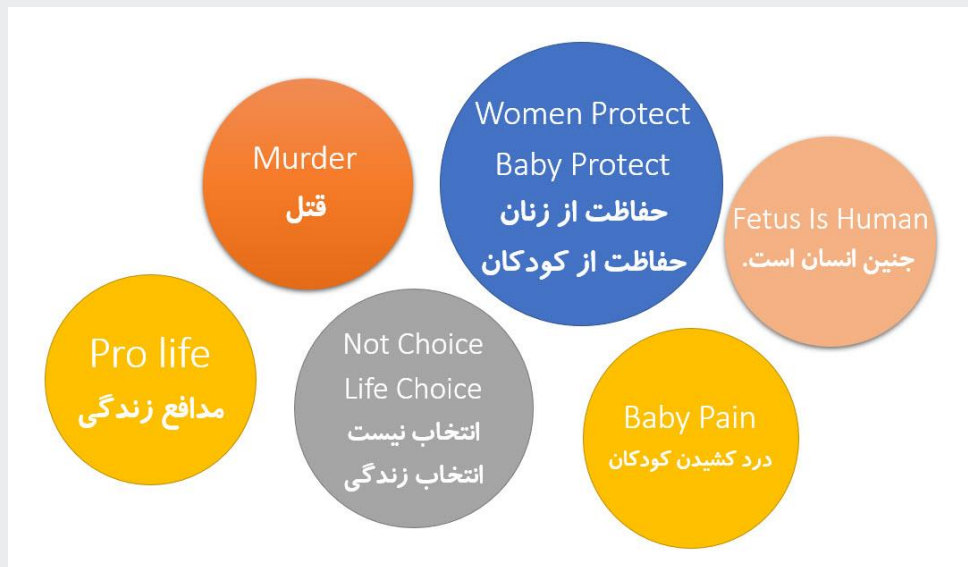 Murder
قتل
Women Protect
Baby Protect
حفاظت از زنان
حفاظت از کودکان
Fetus Is Human
جنین انسان است.
Pro life
مدافع زندگی
Not Choice
Life Choice
انتخاب نیست
انتخاب زندگی
Baby Pain
درد کشیدن کودکان